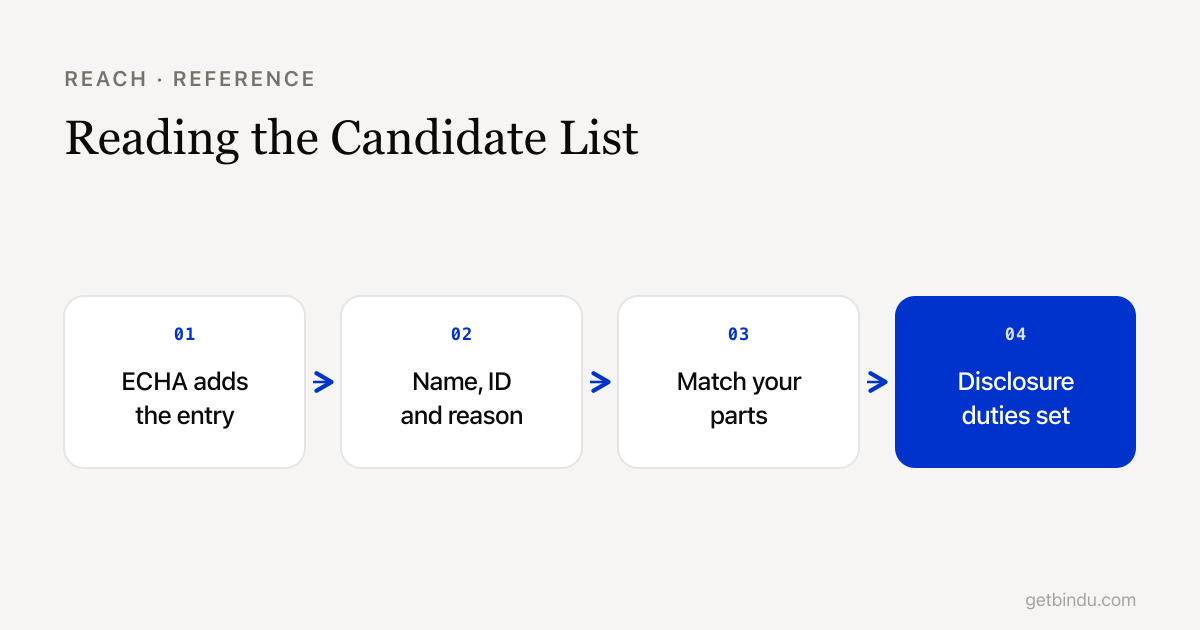 REACH · REFERENCE
Reading the Candidate List
01
ECHA adds
the entry
02
Name, ID
and reason
03
Match your
parts
04
Disclosure
duties set
getbindu.com